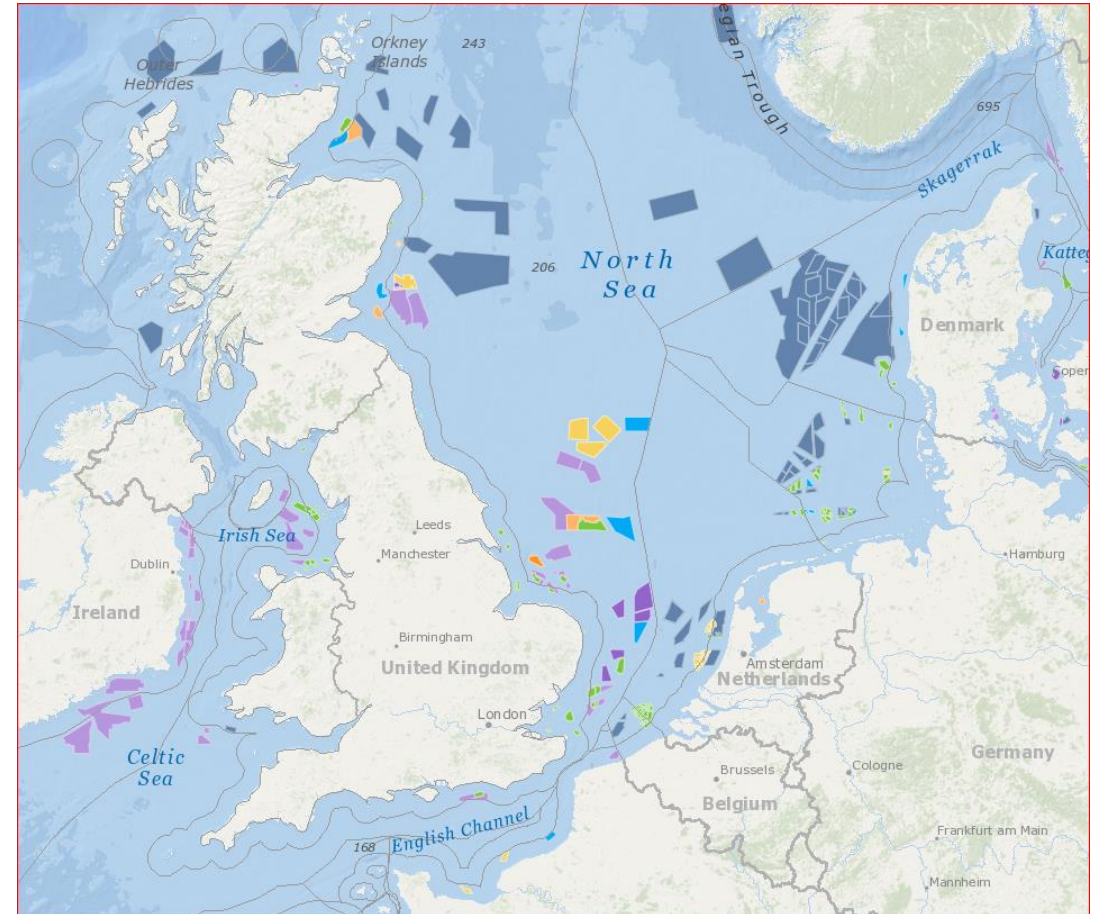 Orkney
Islands
243
Outer
Hebrides
egian Trough
695
Skagerrak
North
Sea
206
Katteg
Denmark
Copen
Leeds
Irish Sea
Manchester
Dublin
Hamburg
Ireland
Birmingham
United Kingdom
Amsterdam
Netherlands
London
Celtic
Sea
Germany
Cologne
Brussels
Belgium
English Channel
168
Frankfurt am Main
Mannheim